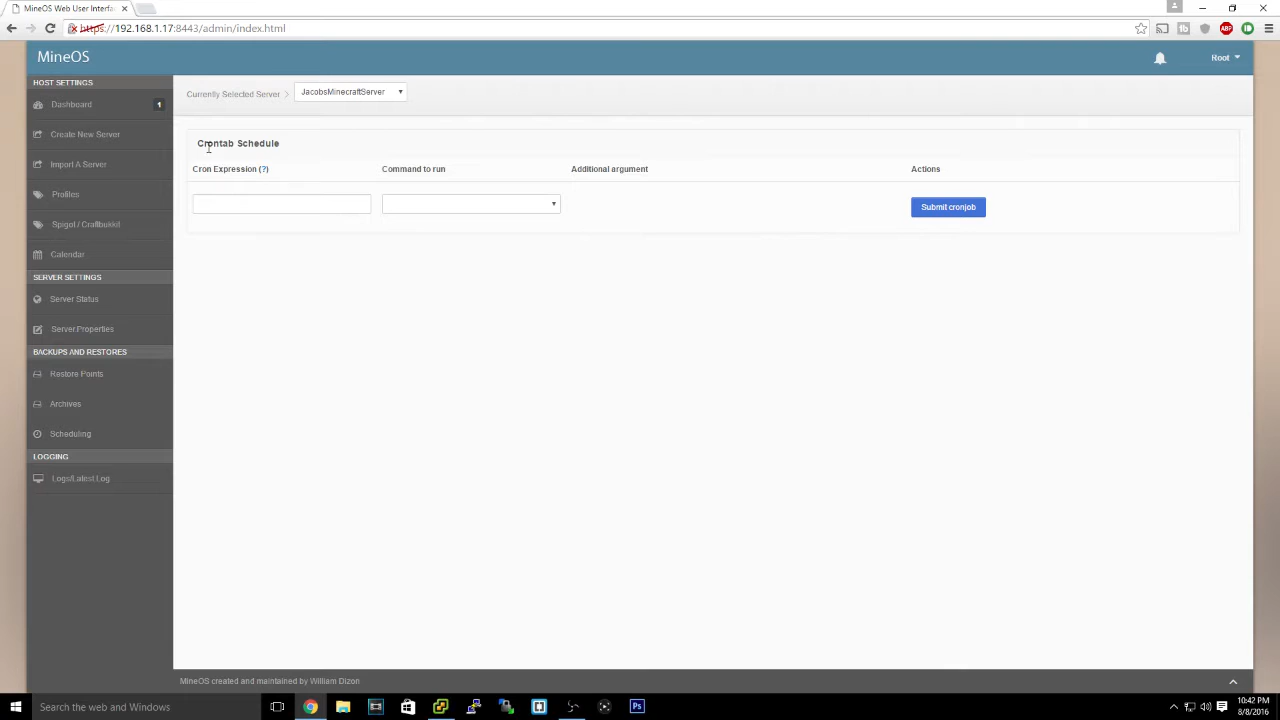 MineOS Web User Interfa
https://192.168.1.17:8443/admin/index.html
ABP
MineOS
Root
HOST SETTINGS
Dashboard
1
Create New Server
Import A Server
Profiles
Spigot / Craftbukkit
Calendar
SERVER SETTINGS
Server Status
Server.Properties
BACKUPS AND RESTORES
Restore Points
Archives
Scheduling
LOGGING
Logs/Latest.Log
Currently Selected Server
JacobsMinecraftServer
Crontab Schedule
Cron Expression (?) Command to run Additional argument Actions
Submit cronjob
MineOS created and maintained by William Dizon
Search the web and Windows
Ps
10:42 PM
8/8/2016